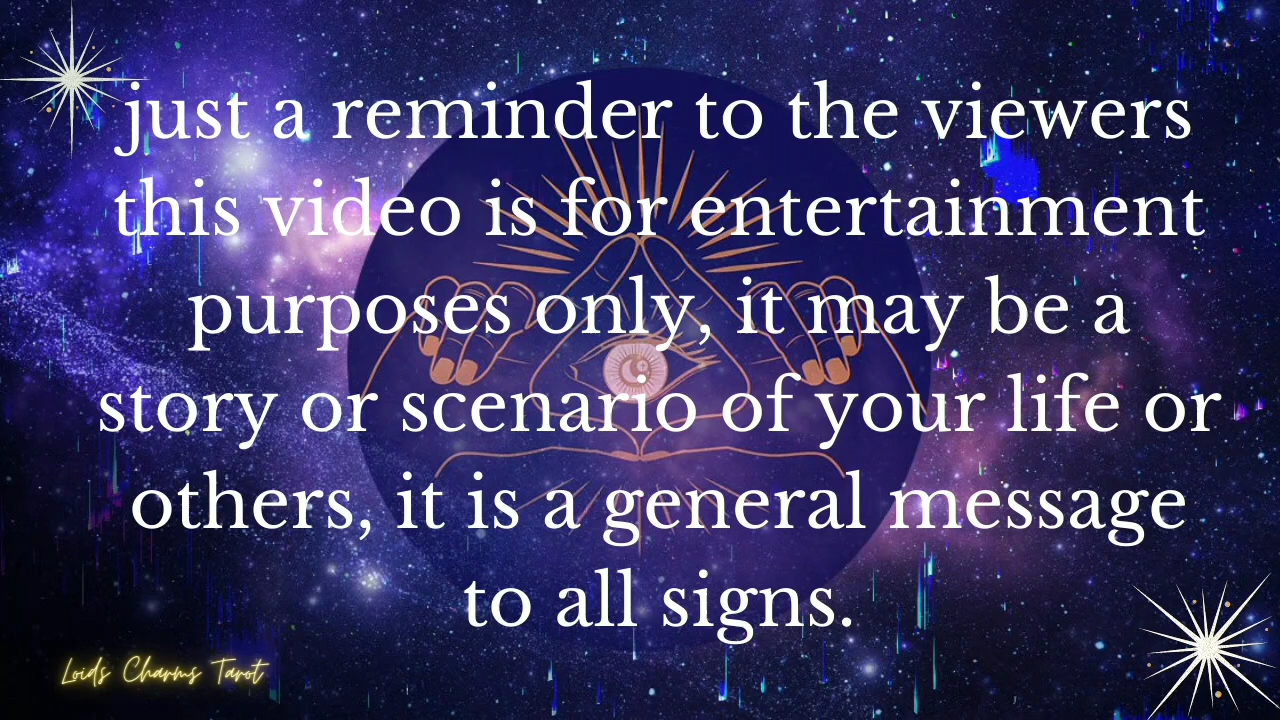 just a reminder to the viewers
this video is for entertainment
purposes only, it may be a
story or scenario of your life or
others, it is a general message
to all signs.
Loids Charms Tarot